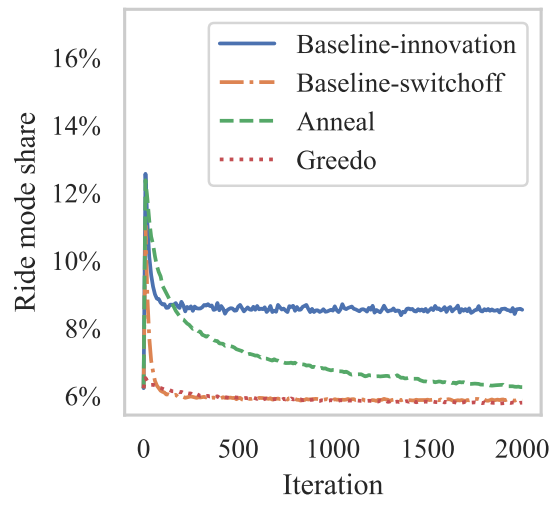 Ride mode share
16%
14%
12%
10%
8%
6%
Baseline-innovation
Baseline-switchoff
Anneal
Greedo
0 500 1000 1500 2000
Iteration